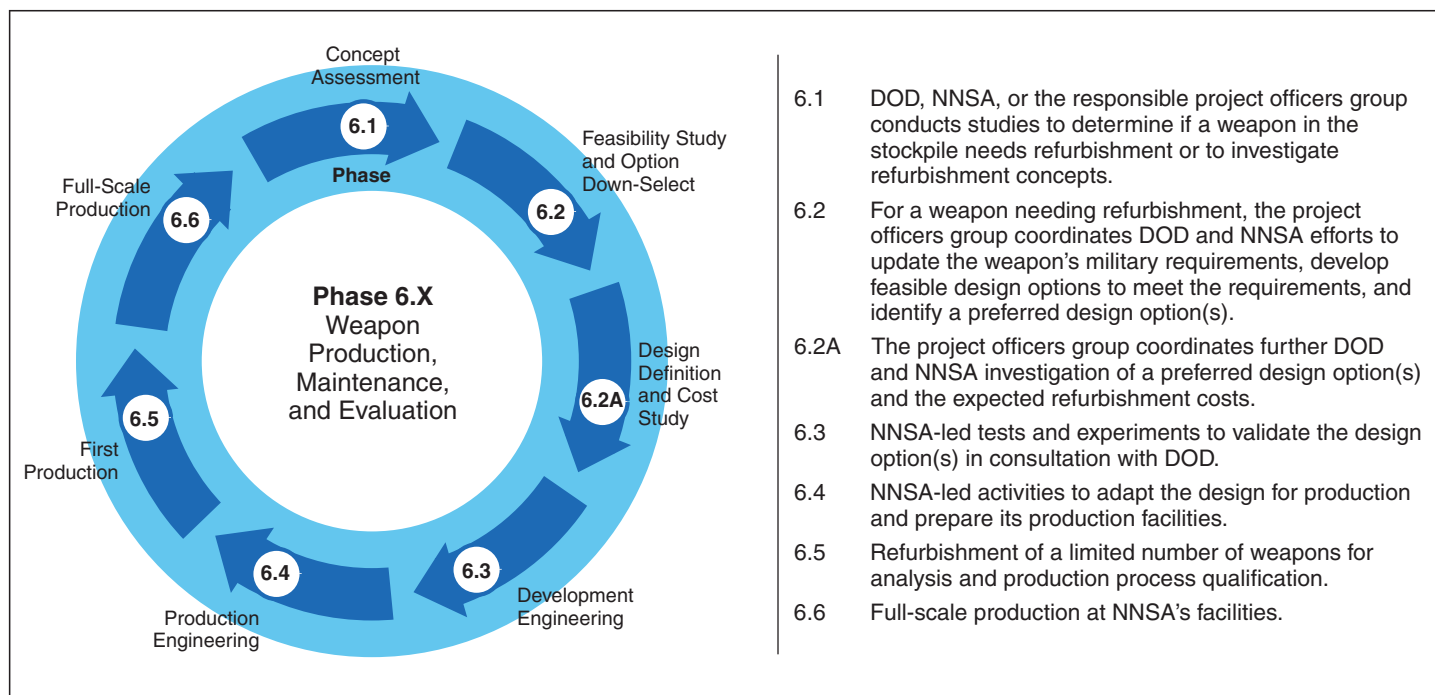 Concept
Assessment
6.1
Phase
Feasibility Study
and Option
Down-Select
6.2
Design
Definition
and Cost
Study
6.2A
Development
Engineering
6.3
Production
Engineering
6.4
First
Production
6.5
Full-Scale
Production
6.6
Phase 6.X
Weapon
Production,
Maintenance,
and Evaluation
6.1 DOD, NNSA, or the responsible project officers group
conducts studies to determine if a weapon in the
stockpile needs refurbishment or to investigate
refurbishment concepts.
6.2 For a weapon needing refurbishment, the project
officers group coordinates DOD and NNSA efforts to
update the weapon’s military requirements, develop
feasible design options to meet the requirements, and
identify a preferred design option(s).
6.2A The project officers group coordinates further DOD
and NNSA investigation of a preferred design option(s)
and the expected refurbishment costs.
6.3 NNSA-led tests and experiments to validate the design
option(s) in consultation with DOD.
6.4 NNSA-led activities to adapt the design for production
and prepare its production facilities.
6.5 Refurbishment of a limited number of weapons for
analysis and production process qualification.
6.6 Full-scale production at NNSA’s facilities.